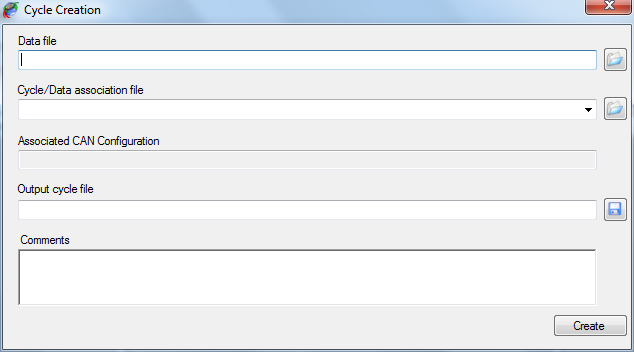 Cycle Creation
Data file
Cycle/Data association file
Associated CAN Configuration
Output cycle file
Comments
Create